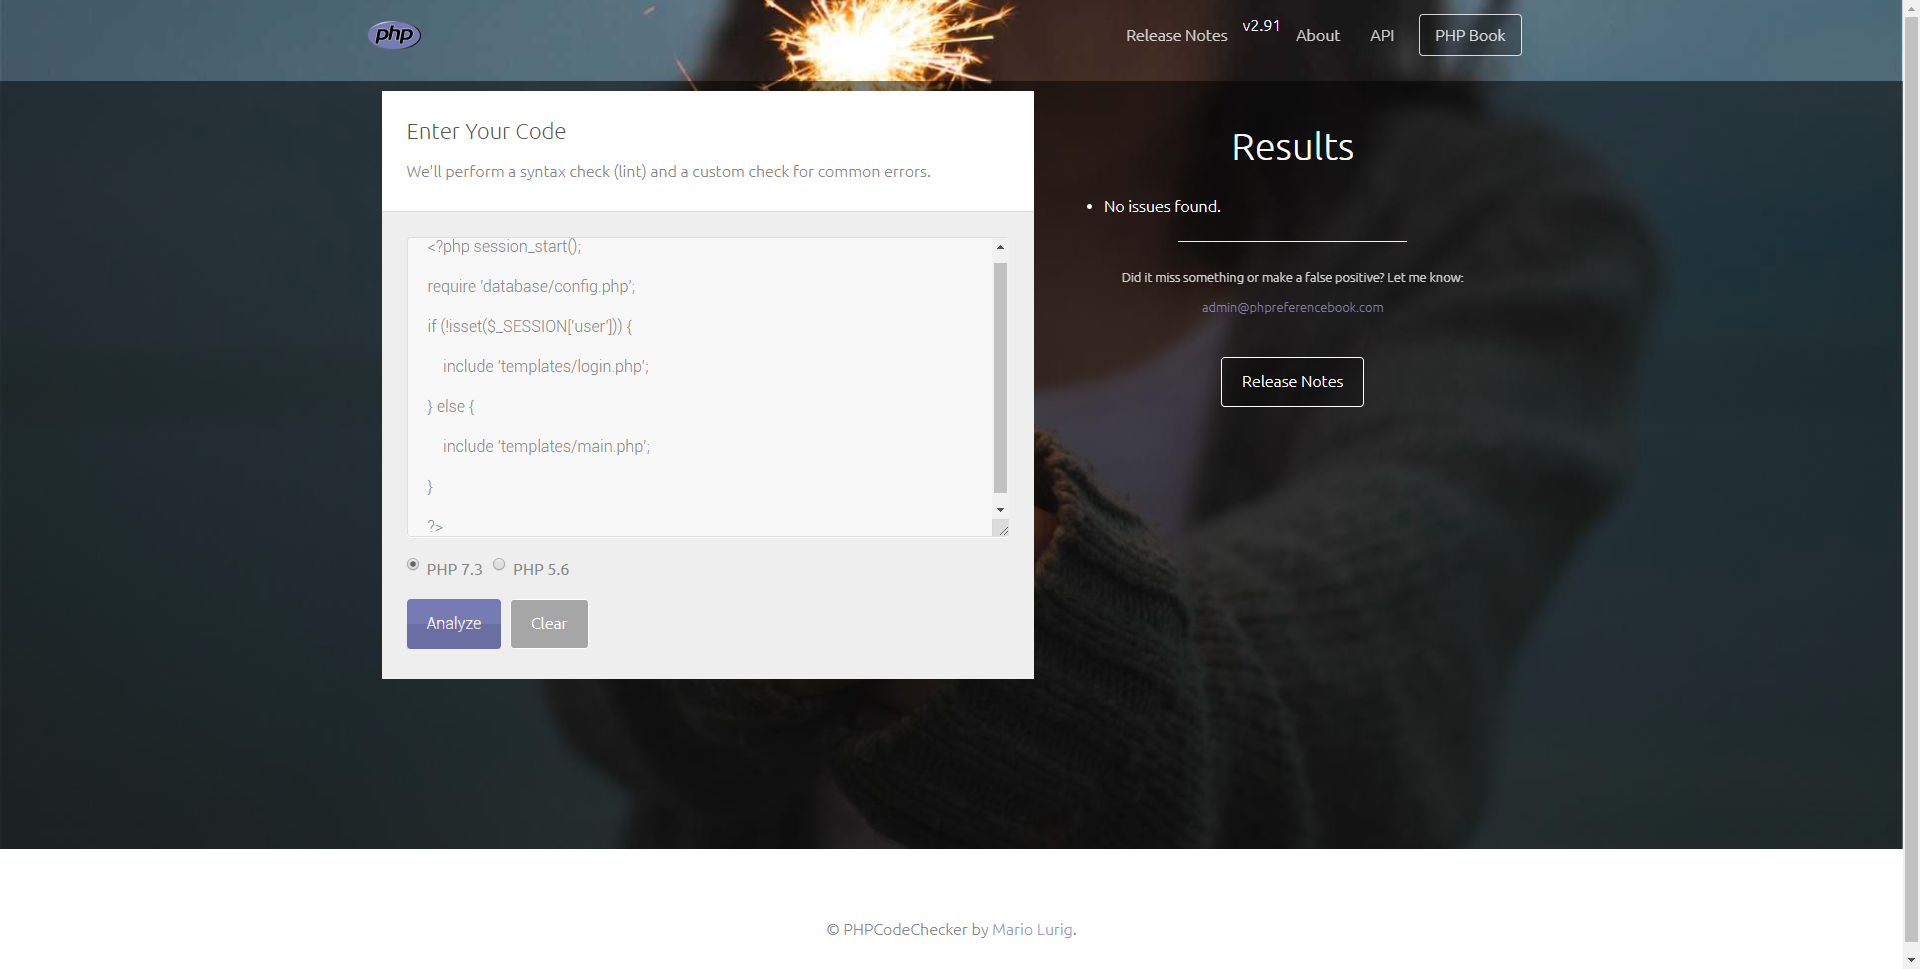 php
Release Notes
v2.91
About
API
PHP Book
Enter Your Code
We'll perform a syntax check (lint) and a custom check for common errors.
<?php session_start();
require 'database/config.php';
if (!isset($_SESSION['user'])) {
    include 'templates/login.php';
} else {
    include 'templates/main.php';
}
?>
PHP 7.3
PHP 5.6
Analyze
Clear
Results
• No issues found.
Did it miss something or make a false positive? Let me know:
admin@phpreferencebook.com
Release Notes
© PHPCodeChecker by Mario Lurig.